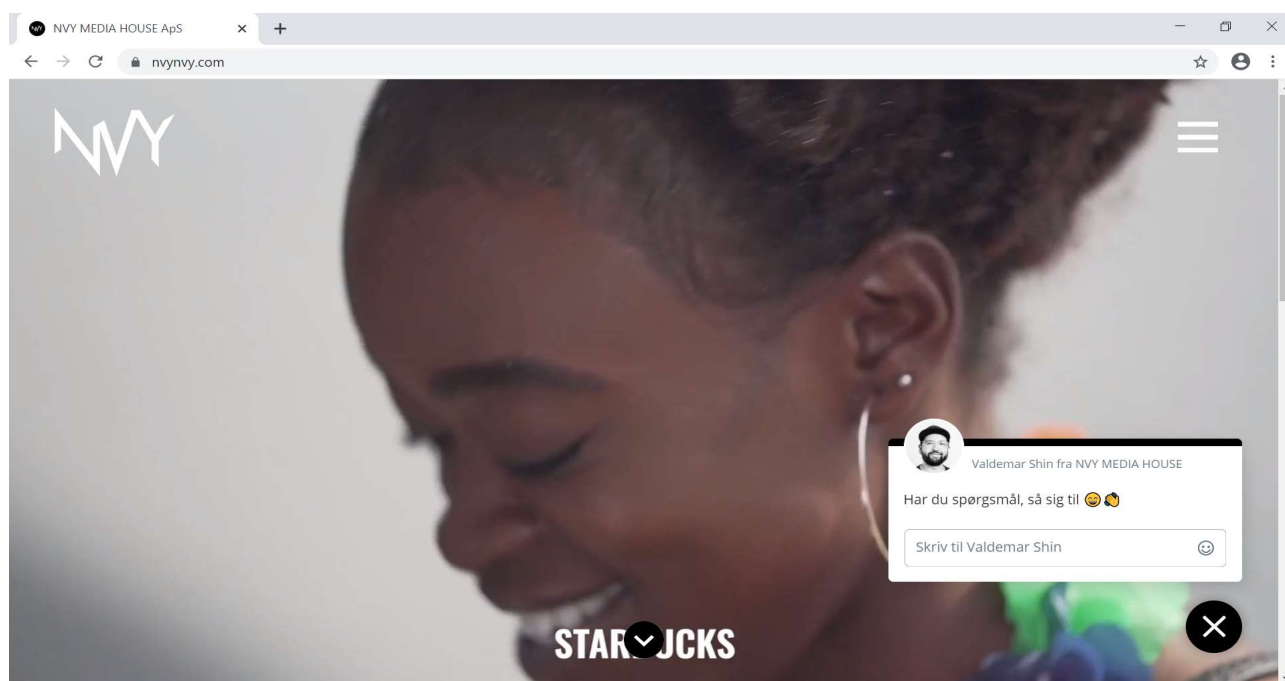 NVY MEDIA HOUSE ApS
nvynvy.com
NVY
Valdemar Shin fra NVY MEDIA HOUSE
Har du spørgsmål, så sig til 😄👏
Skriv til Valdemar Shin
STARBUCKS